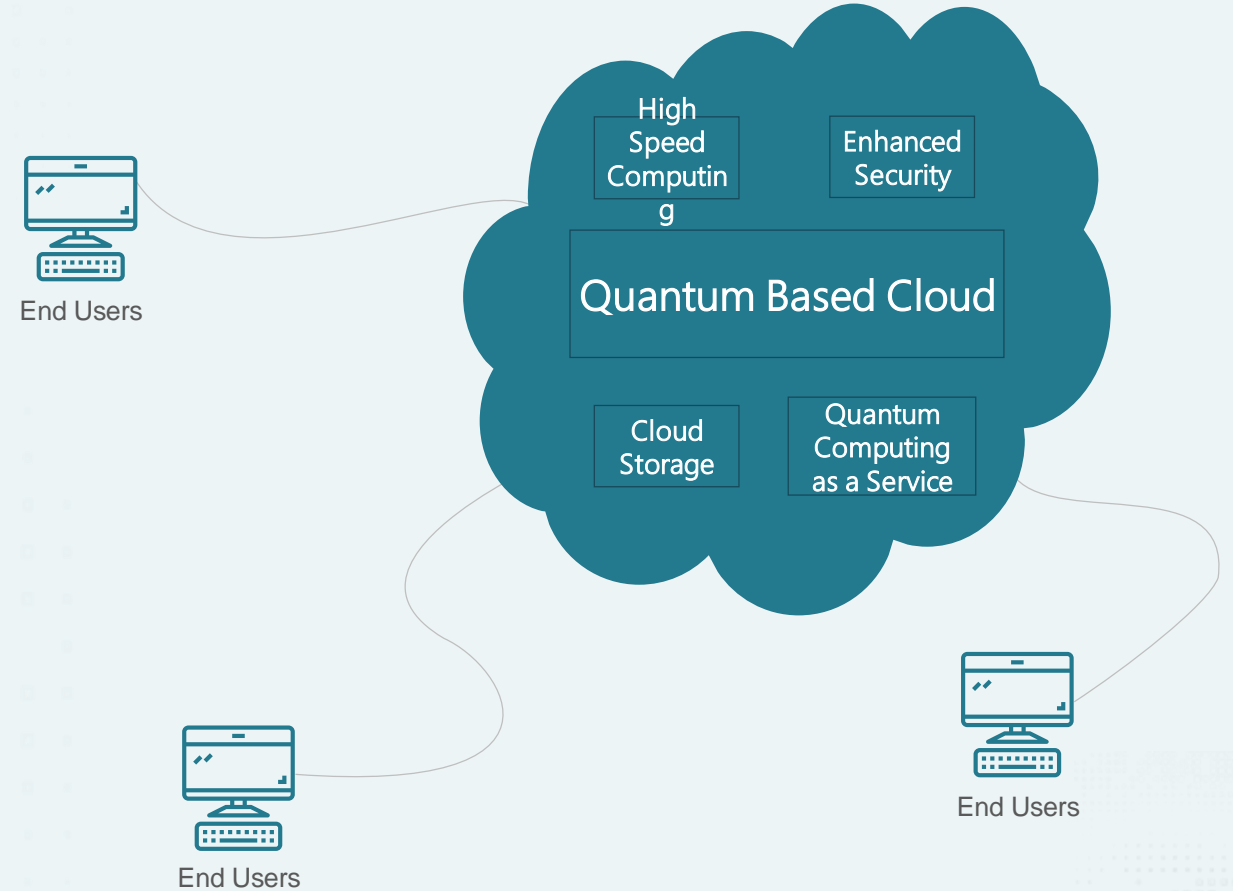 High
Speed
Computin
g
Enhanced
Security
Quantum Based Cloud
End Users
Cloud
Storage
Quantum
Computing
as a Service
End Users
End Users